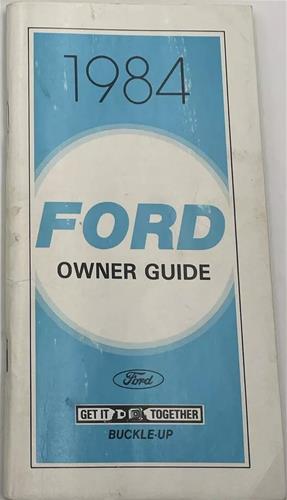 1984
FORD
OWNER GUIDE
Ford
GET IT TOGETHER
BUCKLE-UP